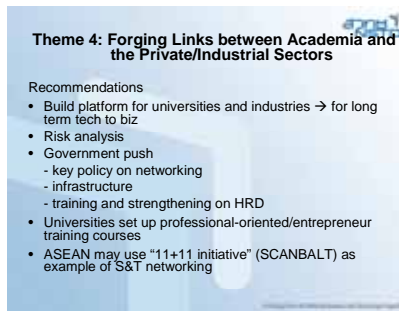 Theme 4: Forging Links between Academia and
the Private/Industrial Sectors
Recommendations
• Build platform for universities and industries → for long
term tech to biz
• Risk analysis
• Government push
- key policy on networking
- infrastructure
- training and strengthening on HRD
• Universities set up professional-oriented/entrepreneur
training courses
• ASEAN may use “11+11 initiative” (SCANBALT) as
example of S&T networking